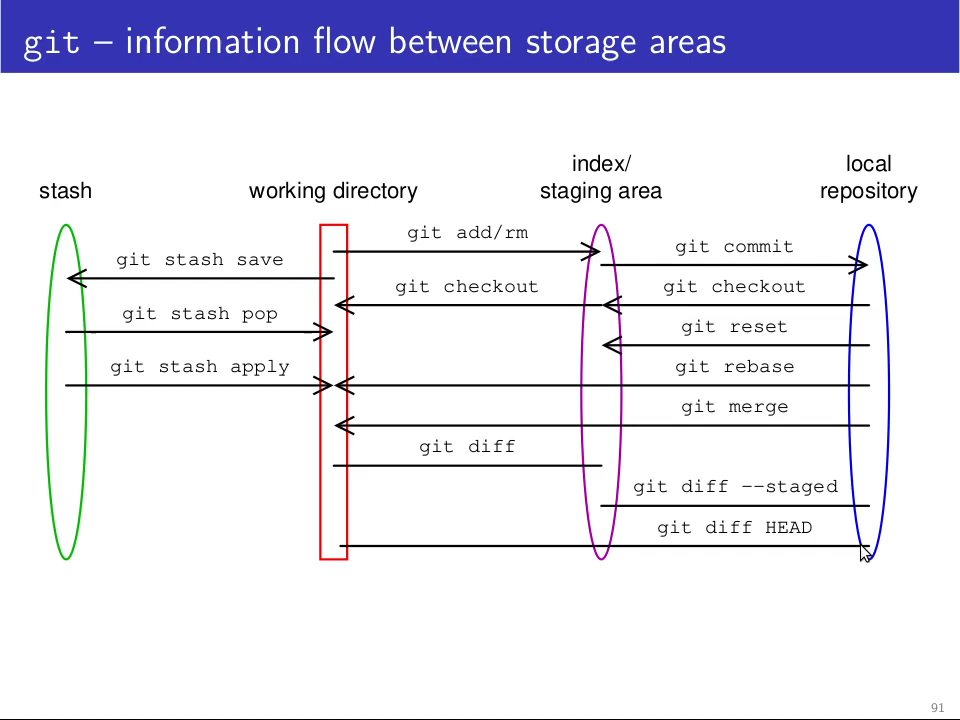 git – information flow between storage areas
stash
working directory
index/
staging area
local
repository
git add/rm
git commit
git stash save
git checkout
git checkout
git stash pop
git reset
git stash apply
git rebase
git merge
git diff
git diff --staged
git diff HEAD
91